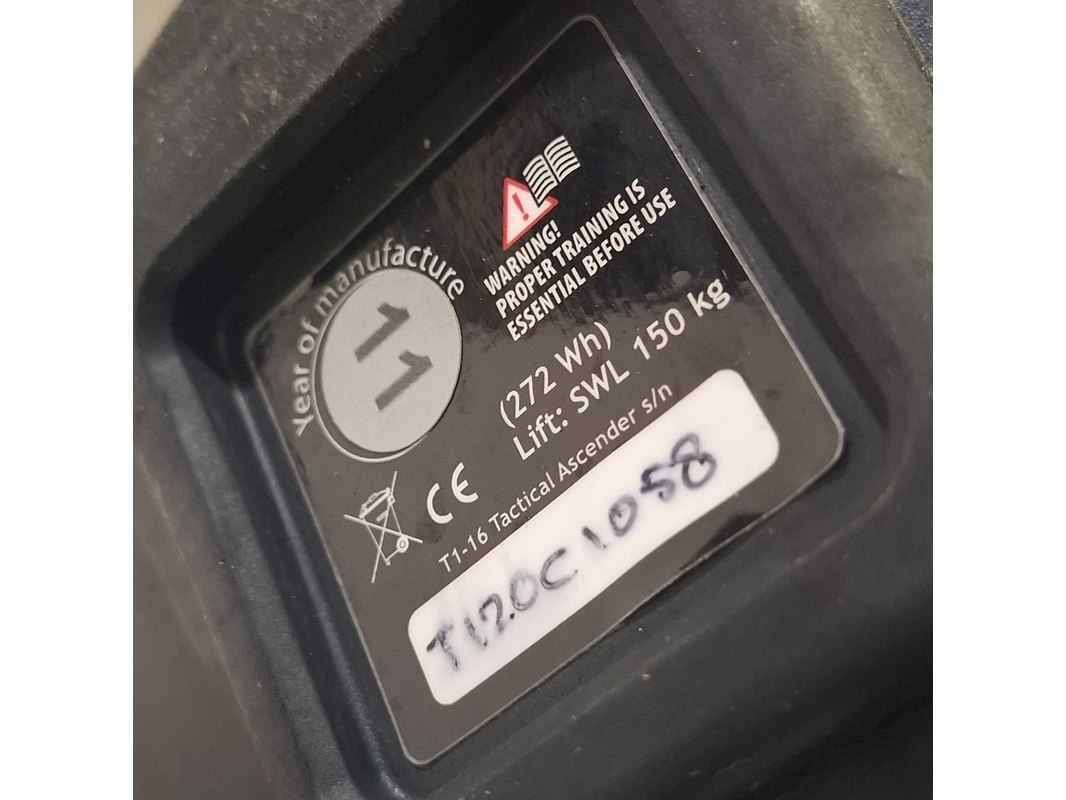 Year of manufacture
11
WARNING!
PROPER TRAINING IS
ESSENTIAL BEFORE USE
(272 Wh)
Lift: SWL 150 kg
CE
T1-16 Tactical Ascender s/n
T120C1058